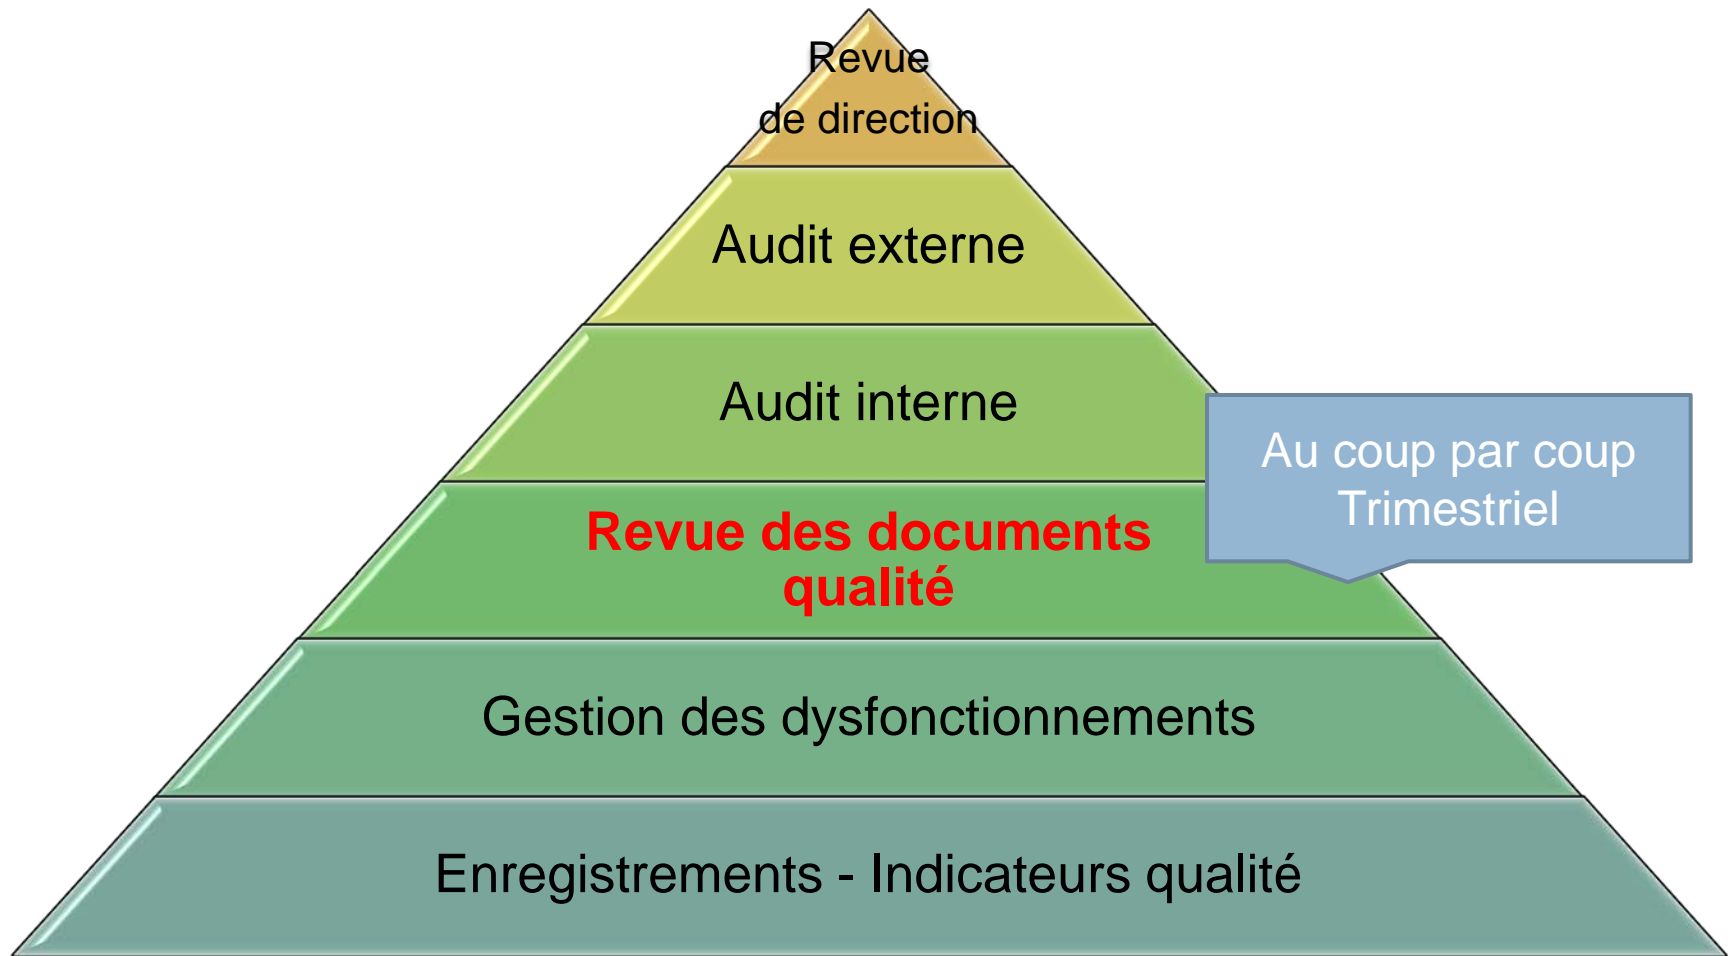 Revue
de direction
Audit externe
Audit interne
Au coup par coup
Trimestriel
Revue des documents
qualité
Gestion des dysfonctionnements
Enregistrements - Indicateurs qualité